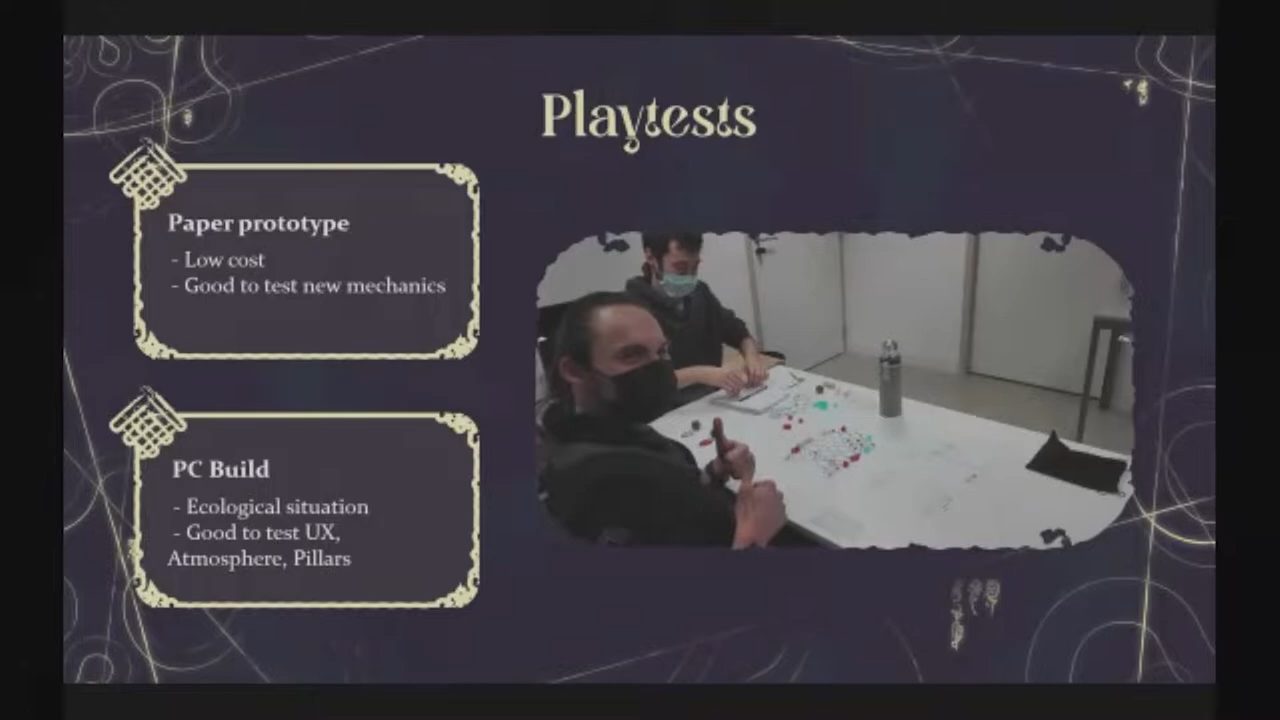 Playtests
Paper prototype
- Low cost
- Good to test new mechanics
PC Build
- Ecological situation
- Good to test UX,
Atmosphere, Pillars